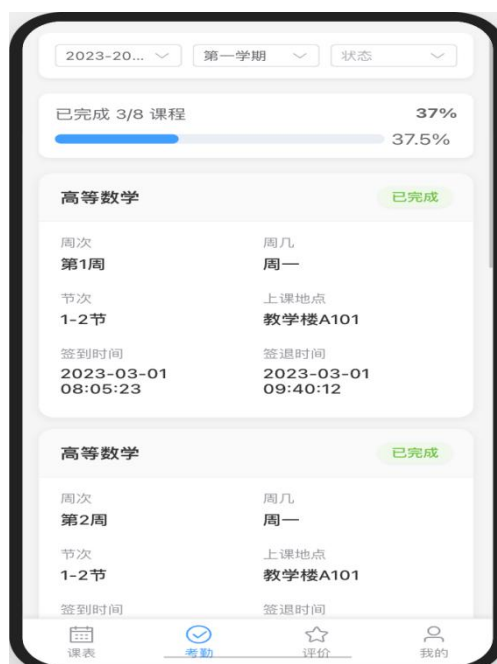 2023-20... 第一学期 状态
已完成 3/8 课程 37%
37.5%
高等数学 已完成
周次 周几
第1周 周一
节次 上课地点
1-2节 教学楼A101
签到时间 签退时间
2023-03-01 2023-03-01
08:05:23 09:40:12
高等数学 已完成
周次 周几
第2周 周一
节次 上课地点
1-2节 教学楼A101
签到时间 签退时间
课表 考勤 评价 我的